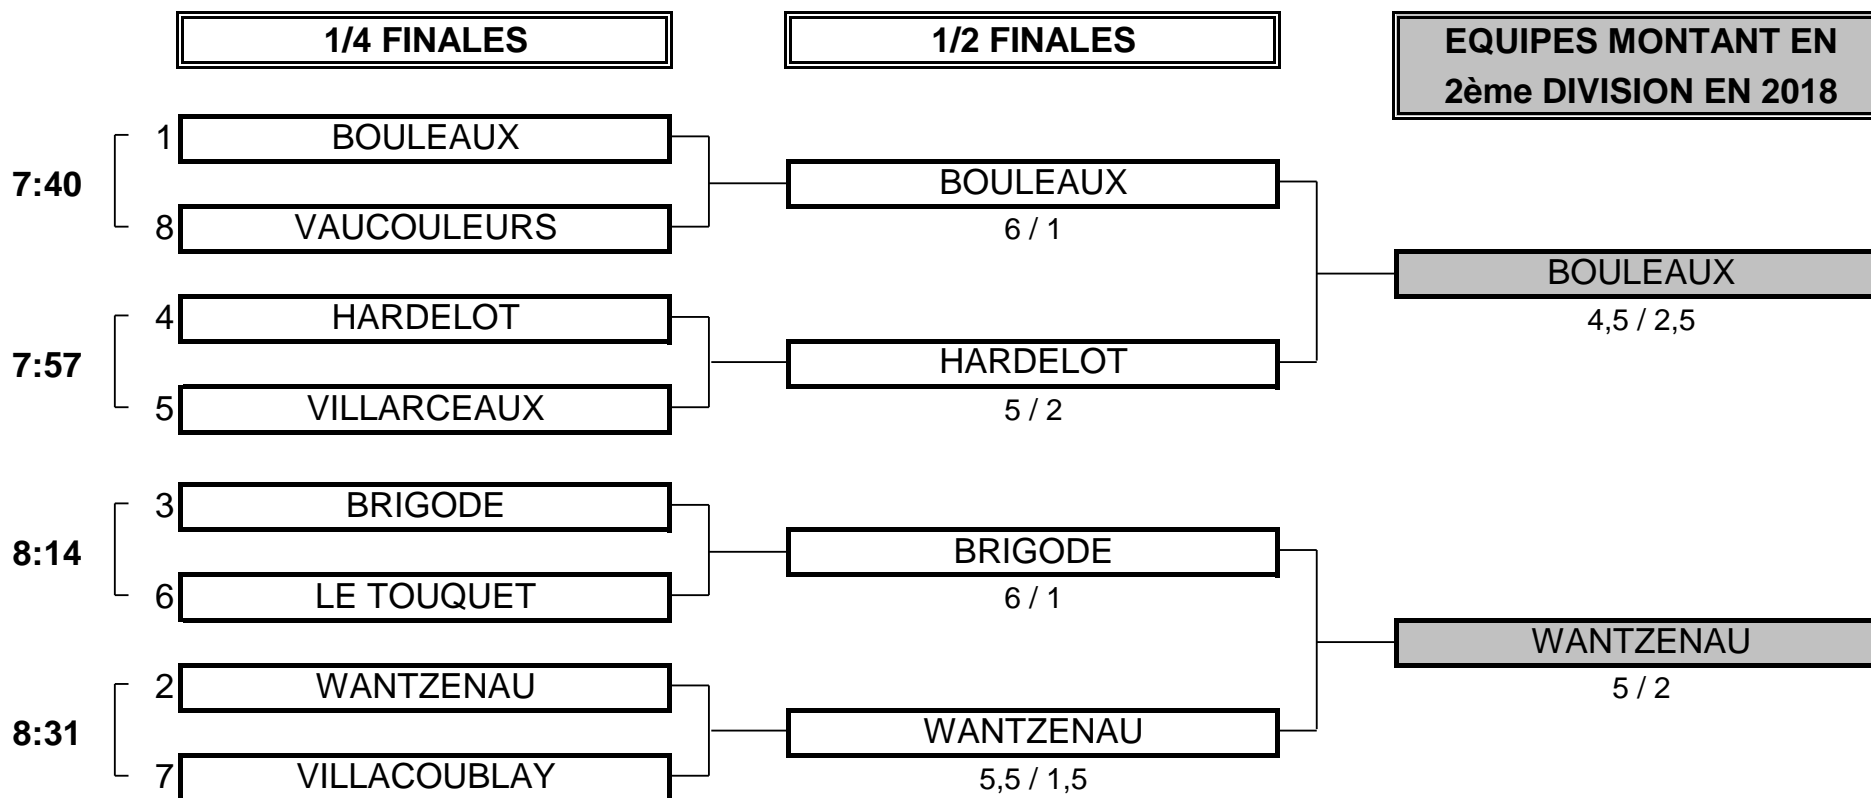 1/4 FINALES
1/2 FINALES
EQUIPES MONTANT EN
2ème DIVISION EN 2018
7:40
1 BOULEAUX
8 VAUCOULEURS
BOULEAUX
6 / 1
7:57
4 HARDELOT
5 VILLARCEAUX
HARDELOT
5 / 2
BOULEAUX
4,5 / 2,5
8:14
3 BRIGODE
6 LE TOUQUET
BRIGODE
6 / 1
8:31
2 WANTZENAU
7 VILLACOUBLAY
WANTZENAU
5,5 / 1,5
WANTZENAU
5 / 2